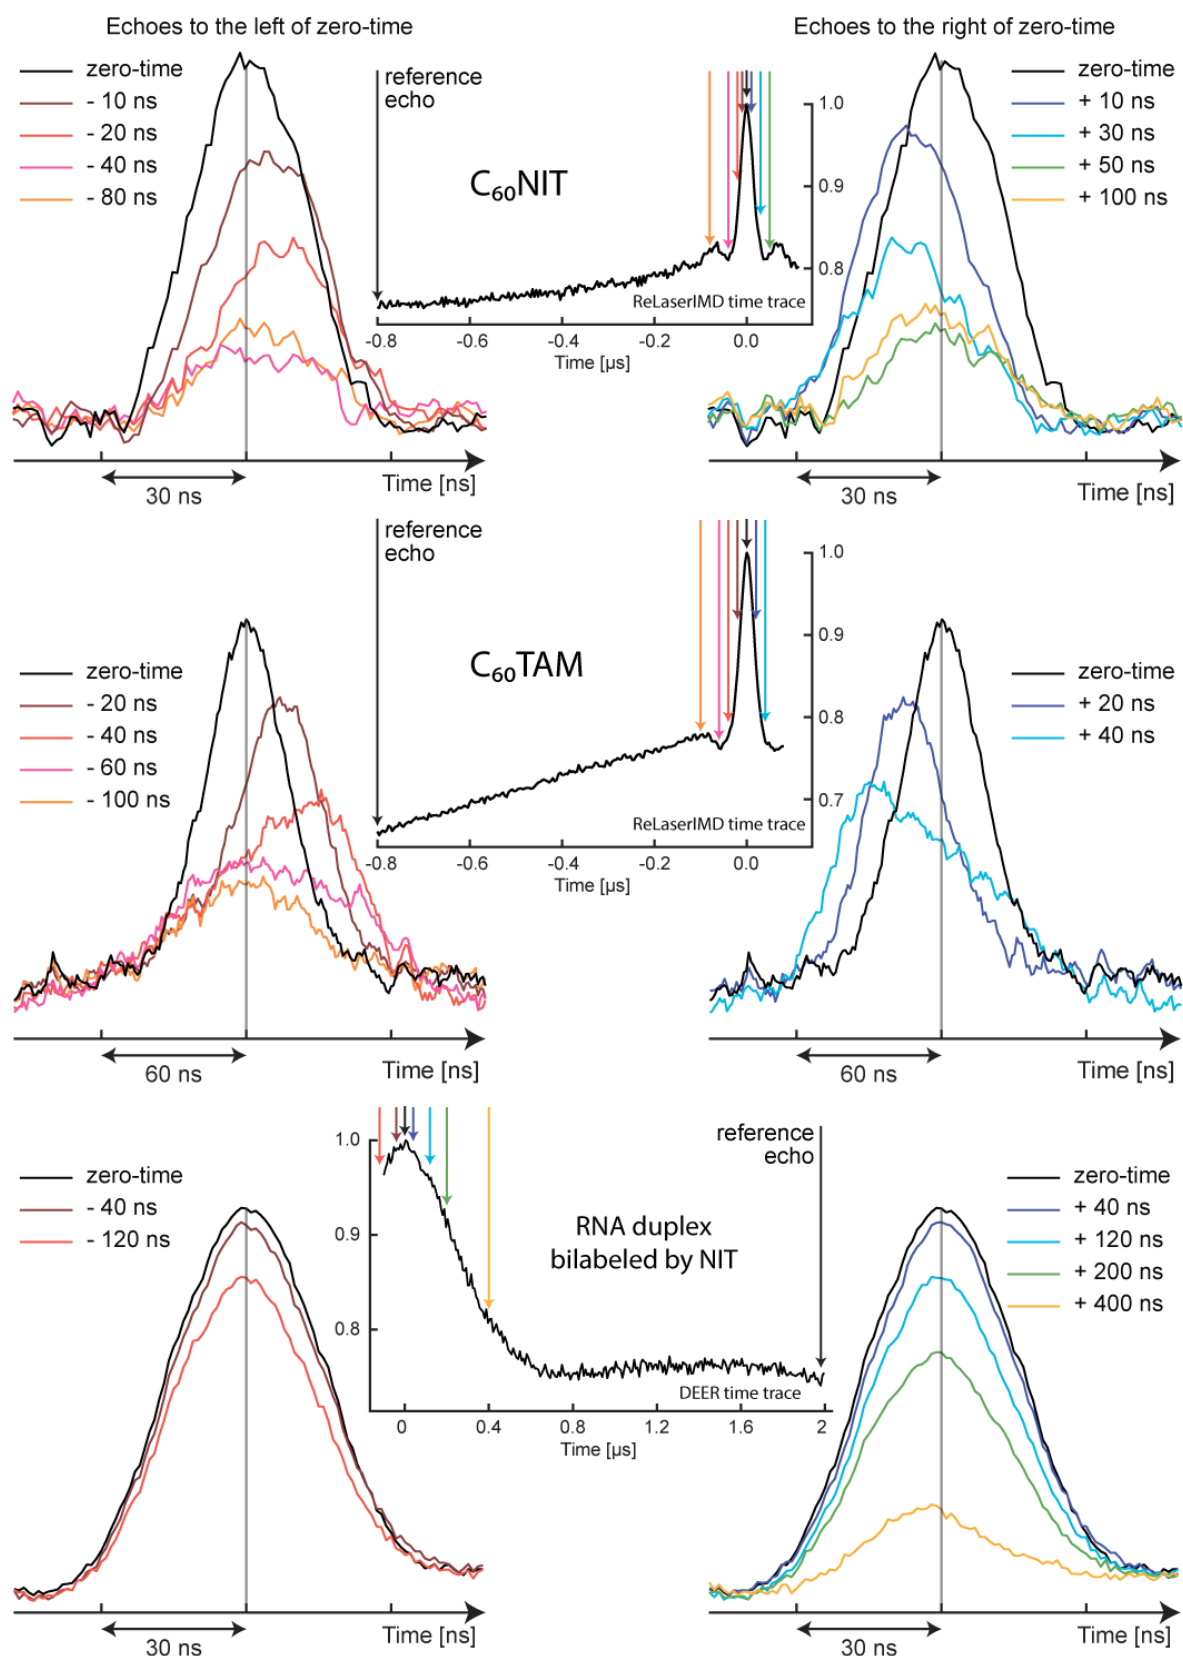 Echoes to the left of zero-time
Echoes to the right of zero-time
zero-time
- 10 ns
- 20 ns
- 40 ns
- 80 ns
reference
echo
C₆₀NIT
1.0
0.9
0.8
ReLaserIMD time trace
-0.8
-0.6
-0.4
-0.2
0.0
Time [µs]
zero-time
+ 10 ns
+ 30 ns
+ 50 ns
+ 100 ns
30 ns
Time [ns]
30 ns
Time [ns]
zero-time
- 20 ns
- 40 ns
- 60 ns
- 100 ns
reference
echo
C₆₀TAM
1.0
0.9
0.8
0.7
ReLaserIMD time trace
-0.8
-0.6
-0.4
-0.2
0.0
Time [µs]
zero-time
+ 20 ns
+ 40 ns
60 ns
Time [ns]
60 ns
Time [ns]
zero-time
- 40 ns
- 120 ns
1.0
0.9
0.8
reference
echo
RNA duplex
bilabeled by NIT
DEER time trace
0
0.4
0.8
1.2
1.6
2
Time [µs]
zero-time
+ 40 ns
+ 120 ns
+ 200 ns
+ 400 ns
30 ns
Time [ns]
30 ns
Time [ns]